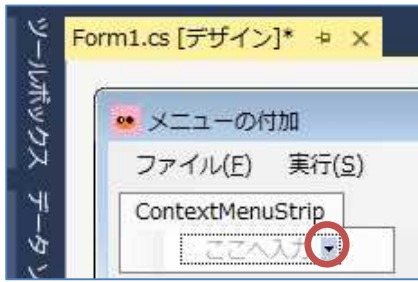 ツールボックス
データソ
Form1.cs [デザイン]*
メニューの付加
ファイル(F) 実行(S)
ContextMenuStrip
ここへ入力